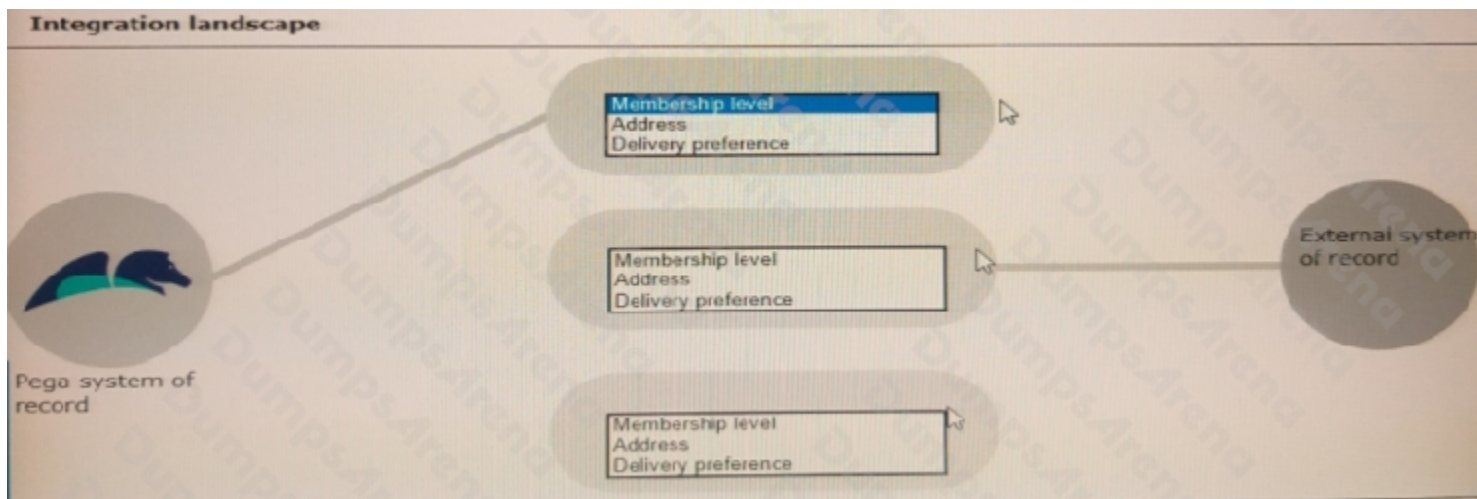 Integration landscape
Membership level
Address
Delivery preference
Membership level
Address
Delivery preference
External system
of record
Pega system of
record
Membership level
Address
Delivery preference
DumpsArena